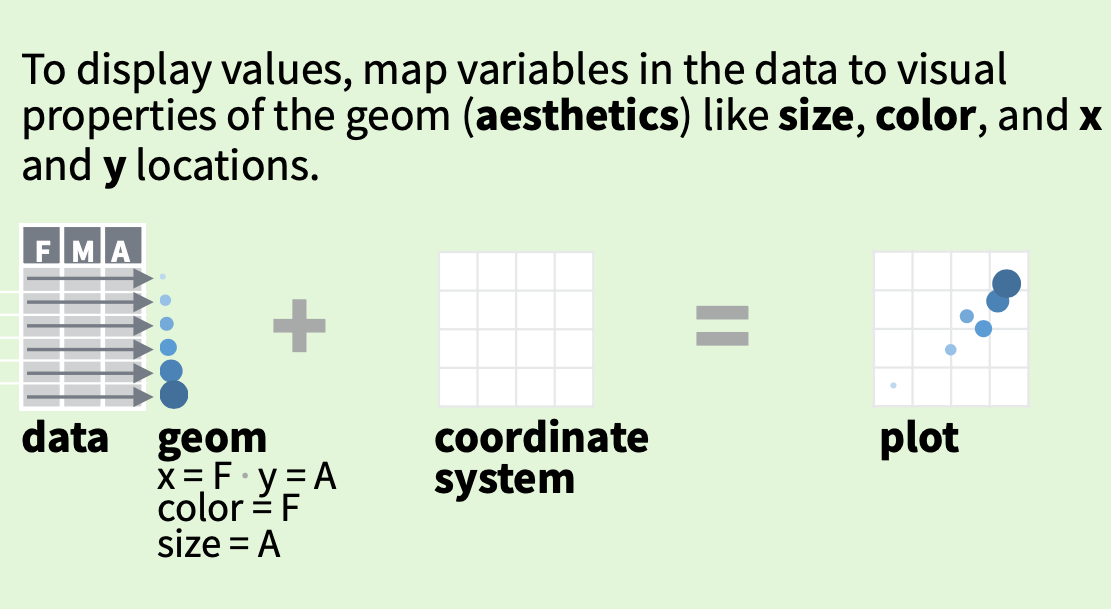 To display values, map variables in the data to visual
properties of the geom (aesthetics) like size, color, and x
and y locations.
F M A
+
=
data
geom
x = F · y = A
color = F
size = A
coordinate
system
plot